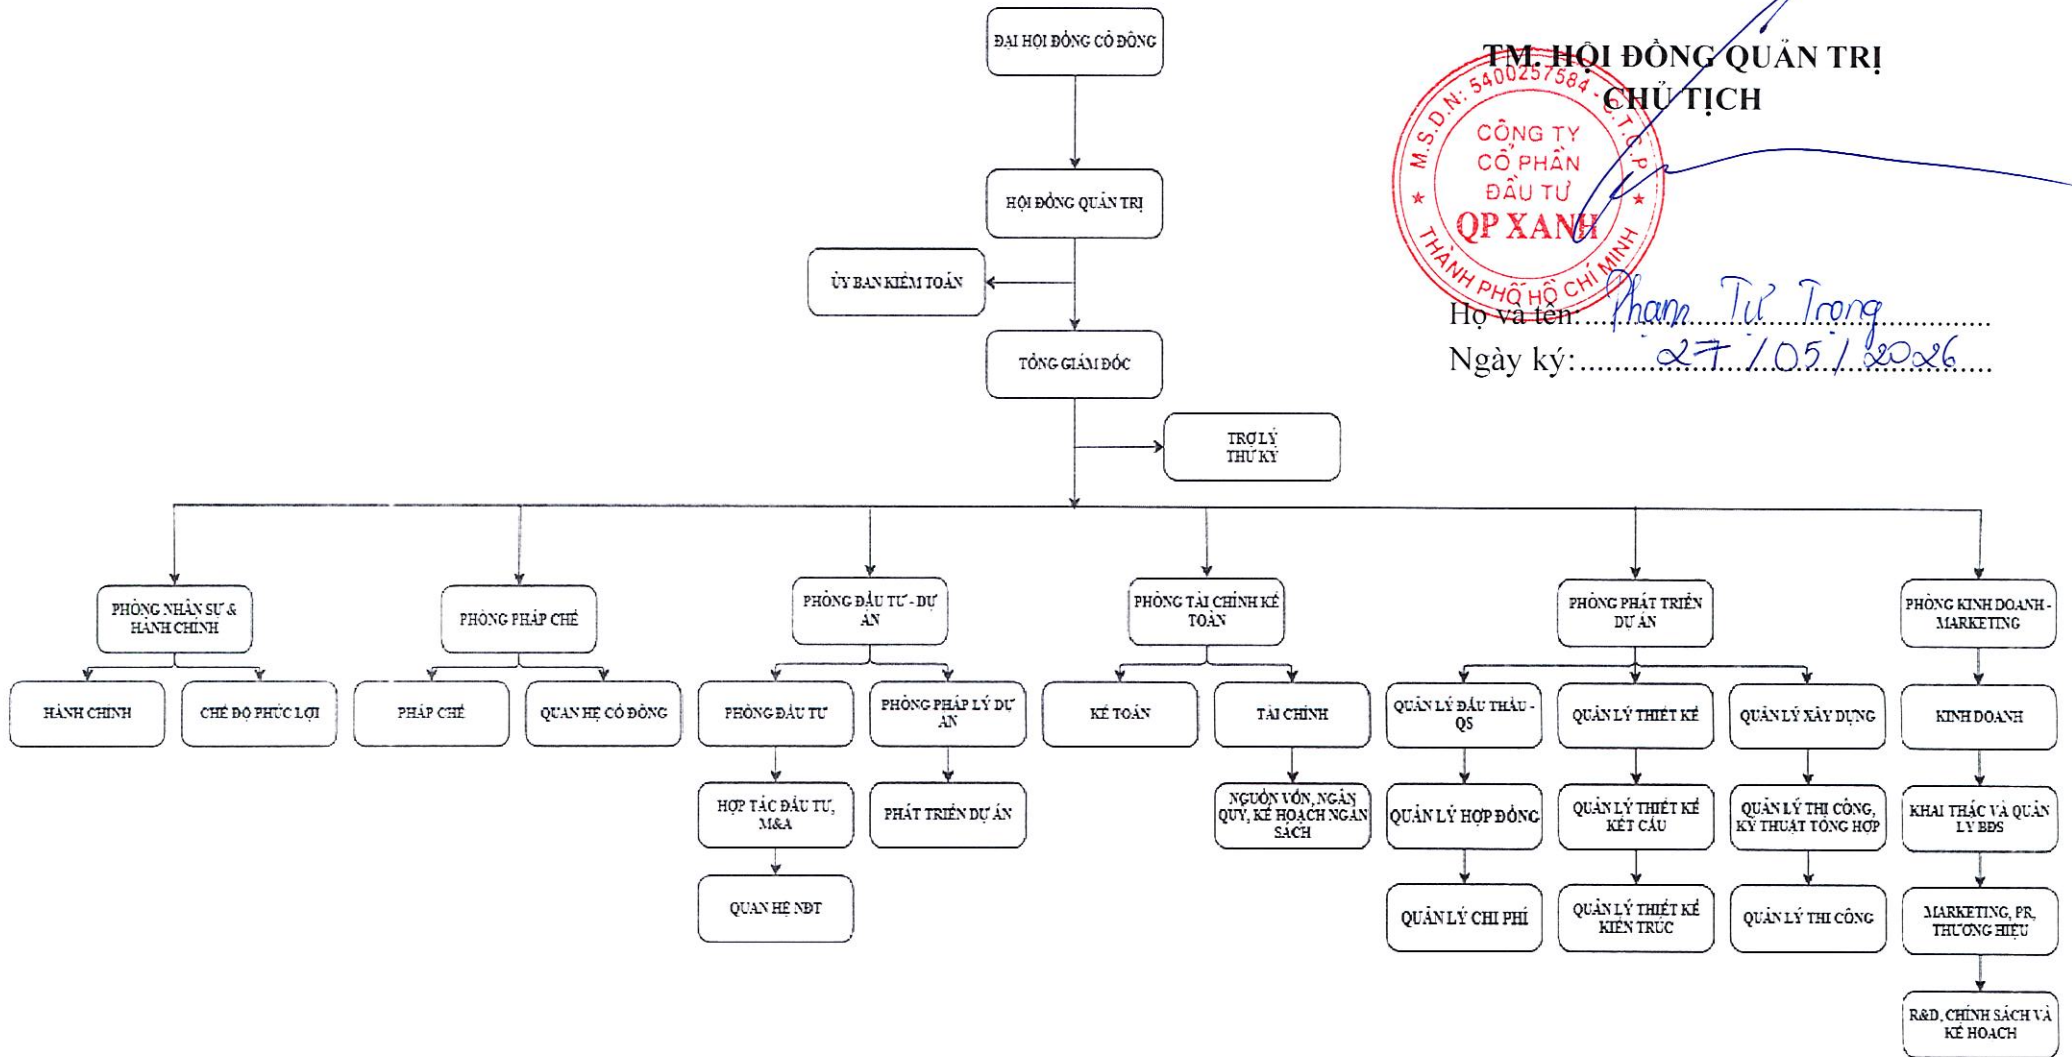 ĐẠI HỘI ĐỒNG CỔ ĐÔNG
TM. HỘI ĐỒNG QUẢN TRỊ
CHỦ TỊCH
M.S.D.N: 5400257584 - C.T.C.P
CÔNG TY
CỔ PHẦN
ĐẦU TƯ
QP XANH
THÀNH PHỐ HỒ CHÍ MINH
Họ và tên: Phạm Tự Trọng
Ngày ký: 27/05/2026
HỘI ĐỒNG QUẢN TRỊ
ỦY BAN KIỂM TOÁN
TỔNG GIÁM ĐỐC
TRỢ LÝ
THƯ KÝ
PHÒNG NHÂN SỰ &
HÀNH CHÍNH
PHÒNG PHÁP CHẾ
PHÒNG ĐẦU TƯ - DỰ
ÁN
PHÒNG TÀI CHÍNH KẾ
TOÁN
PHÒNG PHÁT TRIỂN
DỰ ÁN
PHÒNG KINH DOANH -
MARKETING
HÀNH CHÍNH
CHẾ ĐỘ PHÚC LỢI
PHÁP CHẾ
QUAN HỆ CỔ ĐÔNG
PHÒNG ĐẦU TƯ
PHÒNG PHÁP LÝ DỰ
ÁN
KẾ TOÁN
TÀI CHÍNH
QUẢN LÝ ĐẤU THẦU -
QS
QUẢN LÝ THIẾT KẾ
QUẢN LÝ XÂY DỰNG
KINH DOANH
HỢP TÁC ĐẦU TƯ,
M&A
PHÁT TRIỂN DỰ ÁN
NGUỒN VỐN, NGÂN
QUỸ, KẾ HOẠCH NGÂN
SÁCH
QUẢN LÝ HỢP ĐỒNG
QUẢN LÝ THIẾT KẾ
KẾT CẤU
QUẢN LÝ THI CÔNG,
KỸ THUẬT TỔNG HỢP
KHAI THÁC VÀ QUẢN
LÝ BĐS
QUAN HỆ NĐT
QUẢN LÝ CHI PHÍ
QUẢN LÝ THIẾT KẾ
KIẾN TRÚC
QUẢN LÝ THI CÔNG
MARKETING, PR,
THƯƠNG HIỆU
R&D, CHÍNH SÁCH VÀ
KẾ HOẠCH